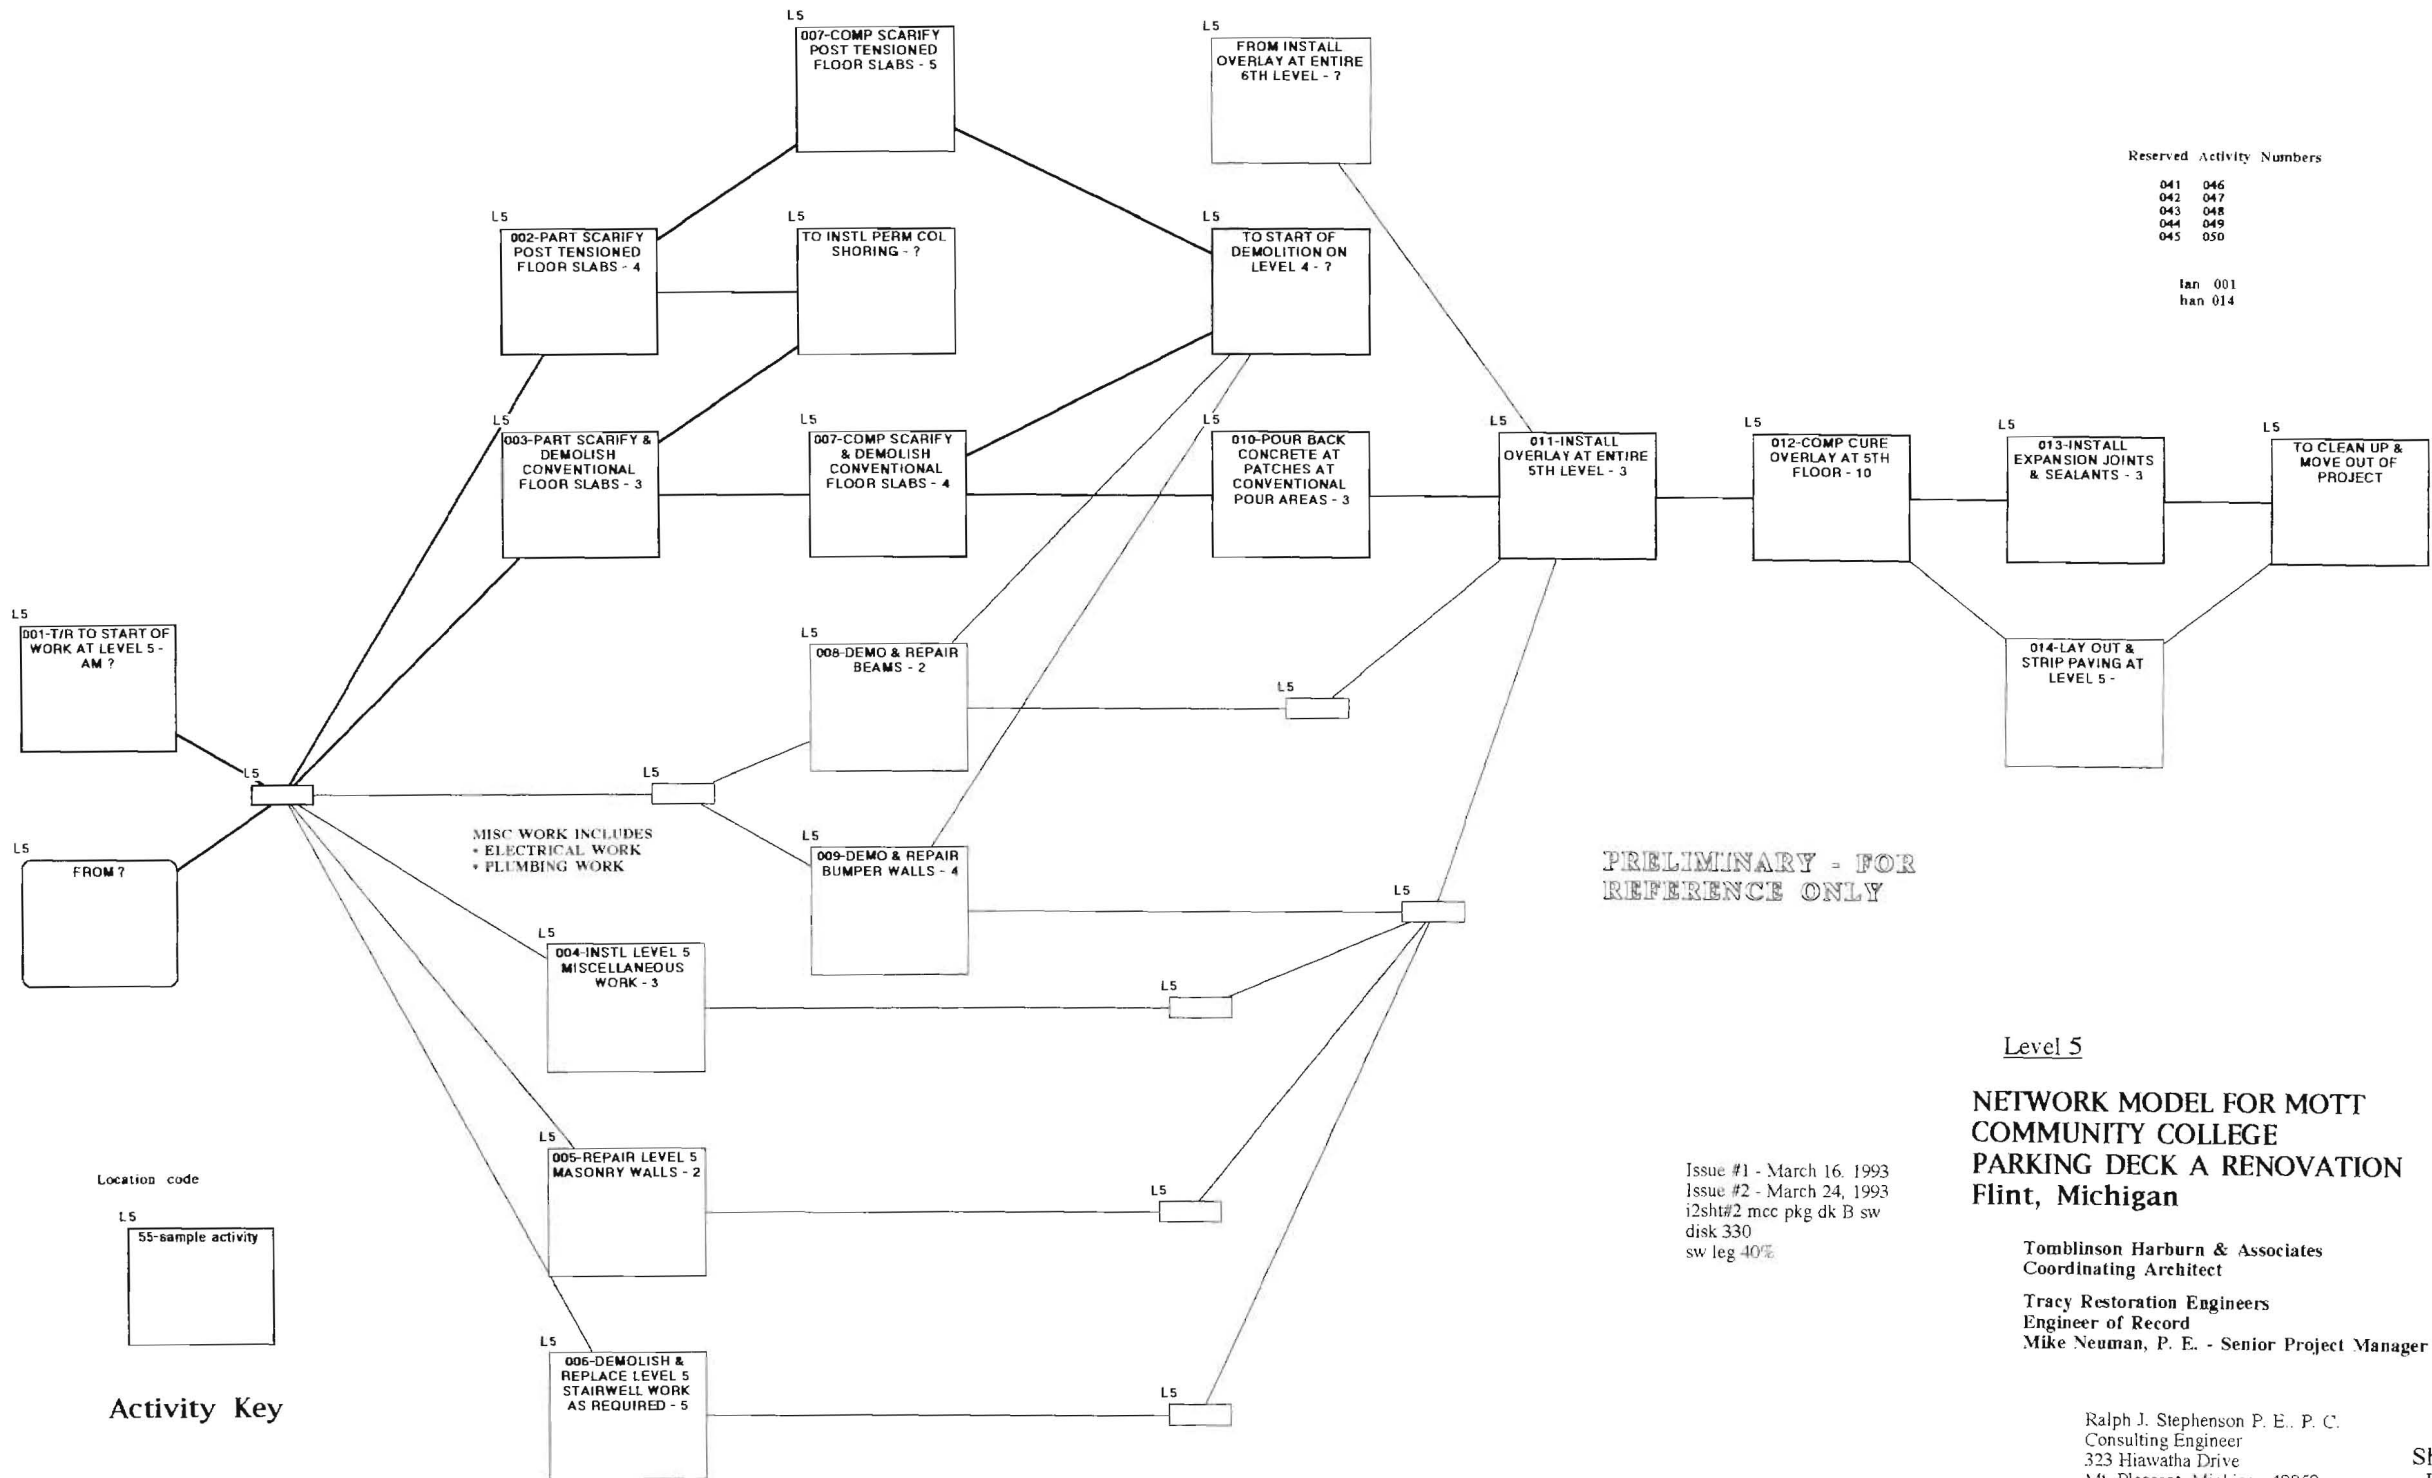 L5
007-COMP SCARIFY
POST TENSIONED
FLOOR SLABS - 5
L5
FROM INSTALL
OVERLAY AT ENTIRE
6TH LEVEL - ?
Reserved Activity Numbers
041 046
042 047
043 048
044 049
045 050
lan 001
han 014
L5
002-PART SCARIFY
POST TENSIONED
FLOOR SLABS - 4
L5
TO INSTL PERM COL
SHORING - ?
L5
TO START OF
DEMOLITION ON
LEVEL 4 - ?
L5
003-PART SCARIFY &
DEMOLISH
CONVENTIONAL
FLOOR SLABS - 3
L5
007-COMP SCARIFY
& DEMOLISH
CONVENTIONAL
FLOOR SLABS - 4
L5
010-POUR BACK
CONCRETE AT
PATCHES AT
CONVENTIONAL
POUR AREAS - 3
L5
011-INSTALL
OVERLAY AT ENTIRE
5TH LEVEL - 3
L5
012-COMP CURE
OVERLAY AT 5TH
FLOOR - 10
L5
013-INSTALL
EXPANSION JOINTS
& SEALANTS - 3
L5
TO CLEAN UP &
MOVE OUT OF
PROJECT
L5
001-T/R TO START OF
WORK AT LEVEL 5 -
AM ?
L5
008-DEMO & REPAIR
BEAMS - 2
L5
L5
014-LAY OUT &
STRIP PAVING AT
LEVEL 5 -
L5
L5
MISC WORK INCLUDES
• ELECTRICAL WORK
• PLUMBING WORK
L5
FROM ?
L5
009-DEMO & REPAIR
BUMPER WALLS - 4
L5
PRELIMINARY - FOR
REFERENCE ONLY
L5
004-INSTL LEVEL 5
MISCELLANEOUS
WORK - 3
L5
L5
005-REPAIR LEVEL 5
MASONRY WALLS - 2
L5
L5
006-DEMOLISH &
REPLACE LEVEL 5
STAIRWELL WORK
AS REQUIRED - 5
L5
Location code
L5
55-sample activity
Activity Key
Level 5
NETWORK MODEL FOR MOTT
COMMUNITY COLLEGE
PARKING DECK A RENOVATION
Flint, Michigan
Issue #1 - March 16. 1993
Issue #2 - March 24, 1993
i2sht#2 mcc pkg dk B sw
disk 330
sw leg 40%
Tomblinson Harburn & Associates
Coordinating Architect
Tracy Restoration Engineers
Engineer of Record
Mike Neuman, P. E. - Senior Project Manager
Ralph J. Stephenson P. E.. P. C.
Consulting Engineer
323 Hiawatha Drive